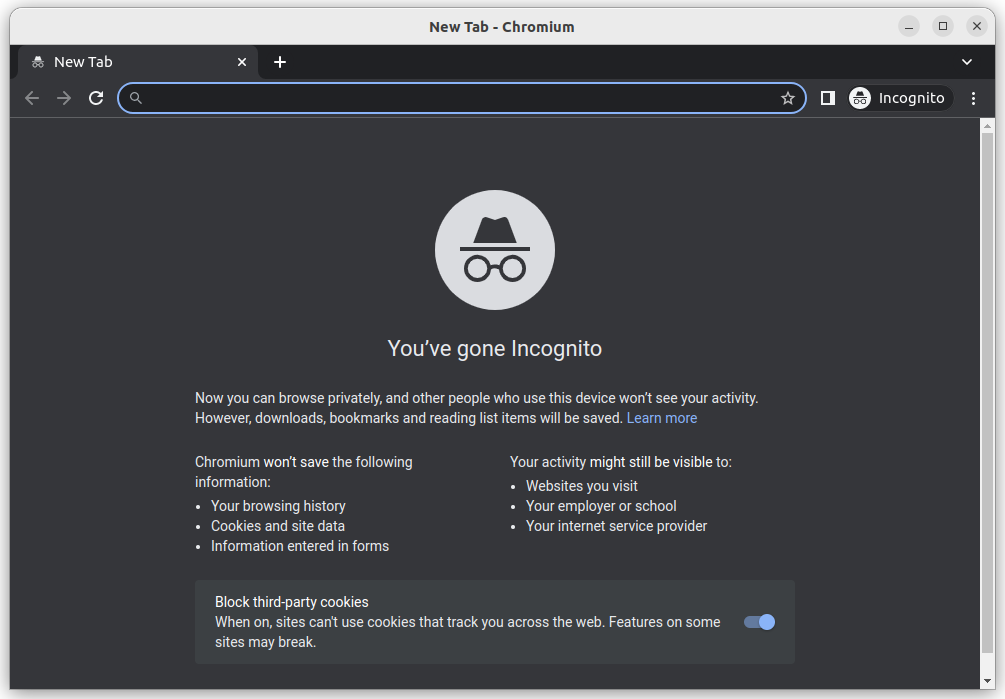 New Tab - Chromium
New Tab
Incognito
You’ve gone Incognito
Now you can browse privately, and other people who use this device won’t see your activity.
However, downloads, bookmarks and reading list items will be saved. Learn more
Chromium won’t save the following
information:
Your browsing history
Cookies and site data
Information entered in forms
Your activity might still be visible to:
Websites you visit
Your employer or school
Your internet service provider
Block third-party cookies
When on, sites can't use cookies that track you across the web. Features on some
sites may break.